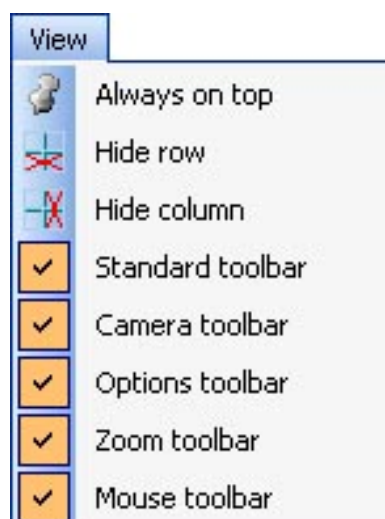 View
Always on top
Hide row
Hide column
Standard toolbar
Camera toolbar
Options toolbar
Zoom toolbar
Mouse toolbar